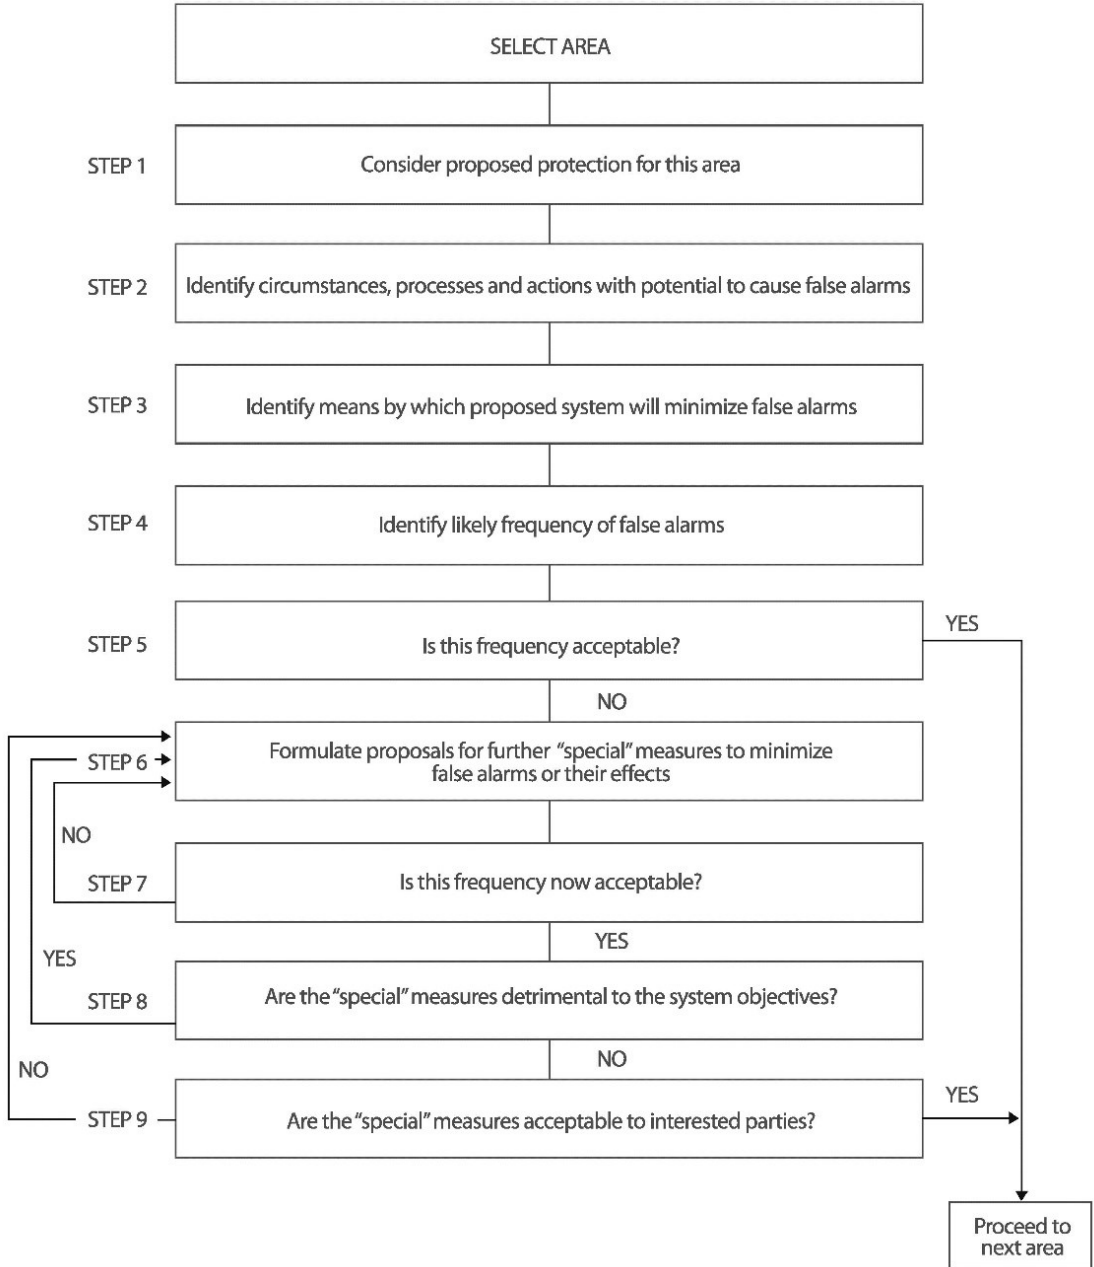 SELECT AREA
STEP 1
Consider proposed protection for this area
STEP 2
Identify circumstances, processes and actions with potential to cause false alarms
STEP 3
Identify means by which proposed system will minimize false alarms
STEP 4
Identify likely frequency of false alarms
STEP 5
Is this frequency acceptable?
YES
NO
STEP 6
Formulate proposals for further “special” measures to minimize
false alarms or their effects
NO
STEP 7
Is this frequency now acceptable?
YES
YES
STEP 8
Are the “special” measures detrimental to the system objectives?
NO
NO
STEP 9
Are the “special” measures acceptable to interested parties?
YES
Proceed to
next area